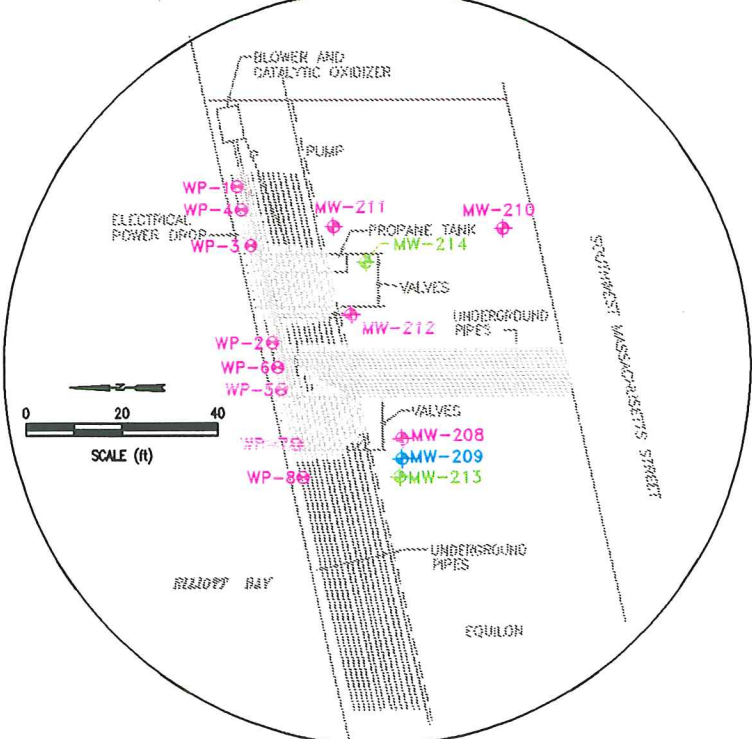 BLOWER AND
CATALYTIC OXIDIZER
PUMP
WP-1
WP-4
MW-211
MW-210
ELECTRICAL
POWER DROP
PROPANE TANK
WP-3
MW-214
SOUTHWEST MASSACHUSETTS STREET
VALVES
UNDERGROUND
PIPES
MW-212
WP-2
WP-6
WP-5
N
0 20 40
SCALE (ft)
VALVES
MW-208
WP-7
MW-209
WP-8
MW-213
UNDERGROUND
PIPES
ELLIOTT BAY
EQUILON